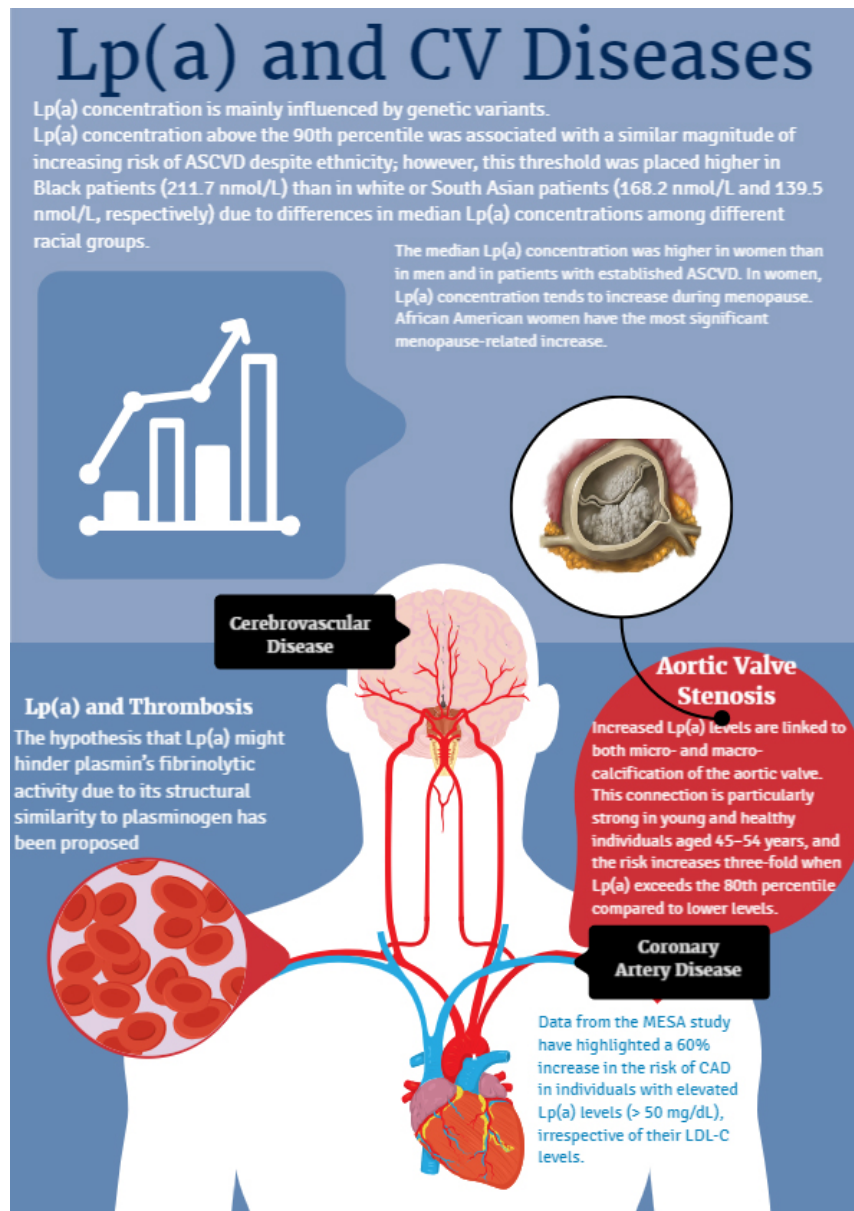 Lp(a) and CV Diseases
Lp(a) concentration is mainly influenced by genetic variants.
Lp(a) concentration above the 90th percentile was associated with a similar magnitude of
increasing risk of ASCVD despite ethnicity; however, this threshold was placed higher in
Black patients (211.7 nmol/L) than in white or South Asian patients (168.2 nmol/L and 139.5
nmol/L, respectively) due to differences in median Lp(a) concentrations among different
racial groups.
The median Lp(a) concentration was higher in women than
in men and in patients with established ASCVD. In women,
Lp(a) concentration tends to increase during menopause.
African American women have the most significant
menopause-related increase.
Cerebrovascular
Disease
Lp(a) and Thrombosis
The hypothesis that Lp(a) might
hinder plasmin's fibrinolytic
activity due to its structural
similarity to plasminogen has
been proposed
Aortic Valve
Stenosis
Increased Lp(a) levels are linked to
both micro- and macro-
calcification of the aortic valve.
This connection is particularly
strong in young and healthy
individuals aged 45–54 years, and
the risk increases three-fold when
Lp(a) exceeds the 80th percentile
compared to lower levels.
Coronary
Artery Disease
Data from the MESA study
have highlighted a 60%
increase in the risk of CAD
in individuals with elevated
Lp(a) levels (> 50 mg/dL),
irrespective of their LDL-C
levels.